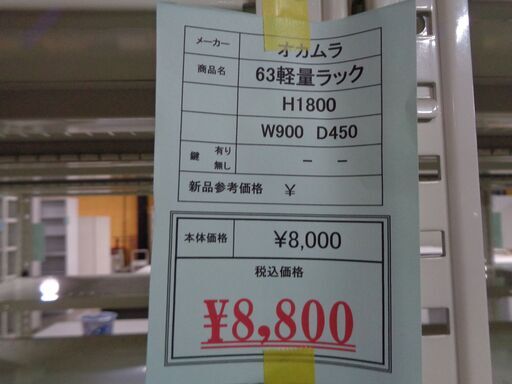 メーカー オカムラ
商品名 63軽量ラック
H1800
W900 D450
鍵 有り 無し － －
新品参考価格 ¥
本体価格 ¥8,000
税込価格
¥8,800